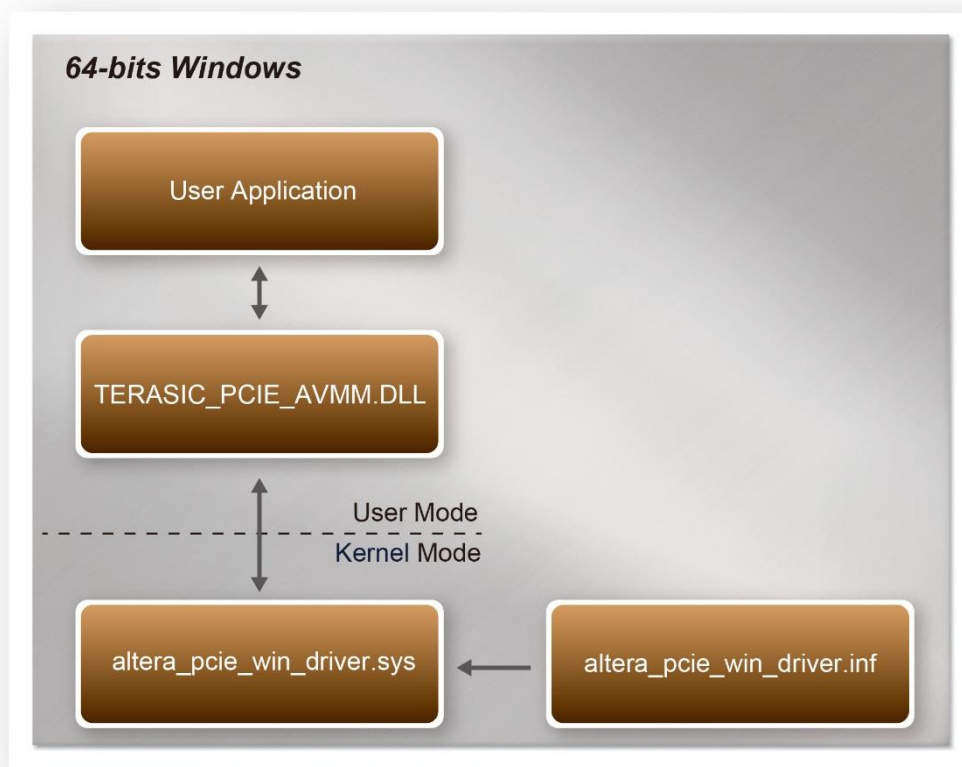 64-bits Windows
User Application
TERASIC_PCIE_AVMM.DLL
User Mode
Kernel Mode
altera_pcie_win_driver.sys
altera_pcie_win_driver.inf